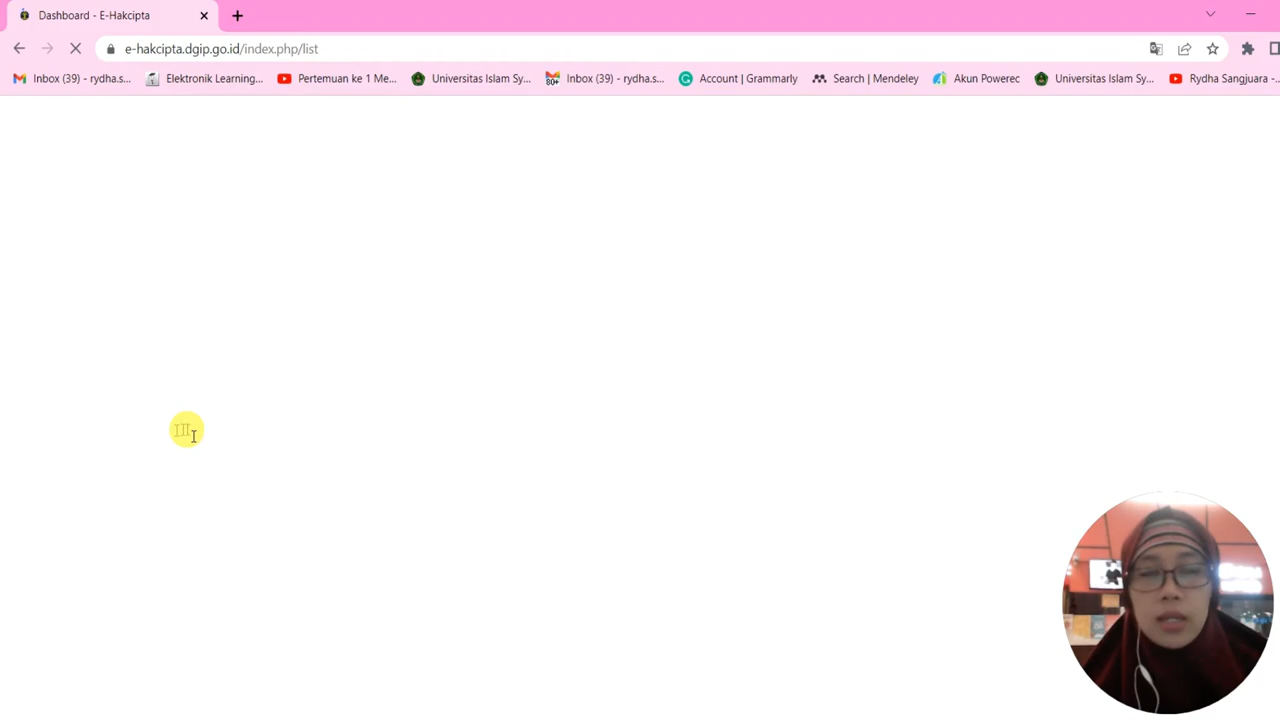 Dashboard - E-Hakcipta
e-hakcipta.dgip.go.id/index.php/list
Inbox (39) - rydha.s... Elektronik Learning... Pertemuan ke 1 Me... Universitas Islam Sy... 80+ Inbox (39) - rydha.s... Account | Grammarly Search | Mendeley Akun Powerec Universitas Islam Sy... Rydha Sangjuara -...